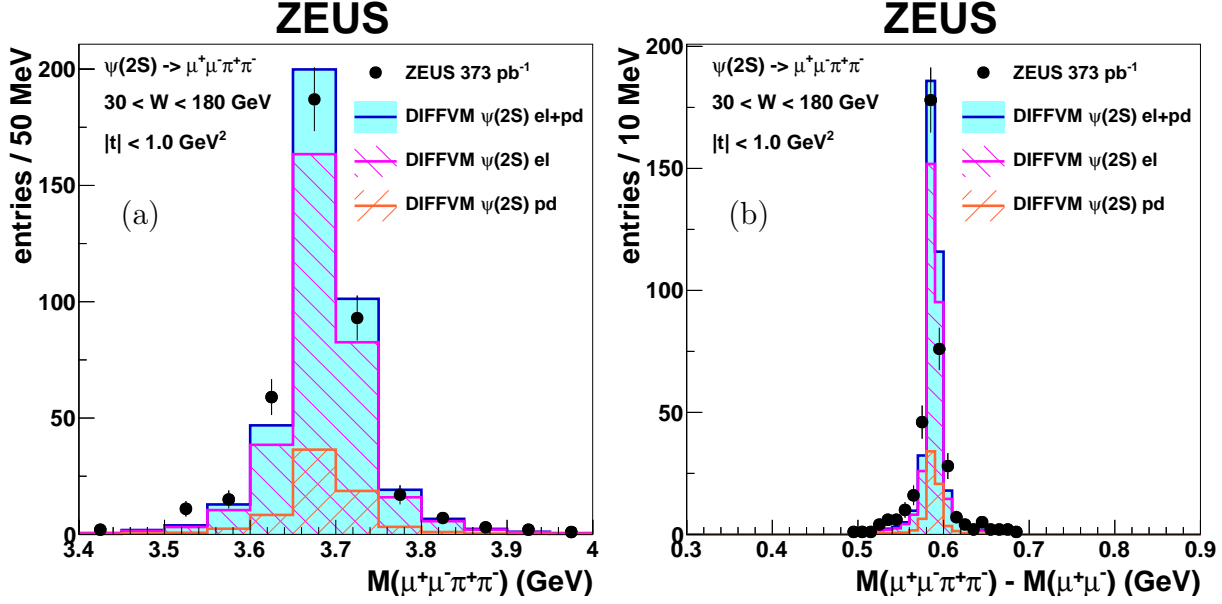 ZEUS
entries / 50 MeV
200
150
100
50
0
ψ(2S) -> μ⁺μ⁻π⁺π⁻
30 < W < 180 GeV
|t| < 1.0 GeV²
(a)
ZEUS 373 pb⁻¹
DIFFVM ψ(2S) el+pd
DIFFVM ψ(2S) el
DIFFVM ψ(2S) pd
3.4 3.5 3.6 3.7 3.8 3.9 4
M(μ⁺μ⁻π⁺π⁻) (GeV)
ZEUS
entries / 10 MeV
200
150
100
50
0
ψ(2S) -> μ⁺μ⁻π⁺π⁻
30 < W < 180 GeV
|t| < 1.0 GeV²
(b)
ZEUS 373 pb⁻¹
DIFFVM ψ(2S) el+pd
DIFFVM ψ(2S) el
DIFFVM ψ(2S) pd
0.3 0.4 0.5 0.6 0.7 0.8 0.9
M(μ⁺μ⁻π⁺π⁻) - M(μ⁺μ⁻) (GeV)